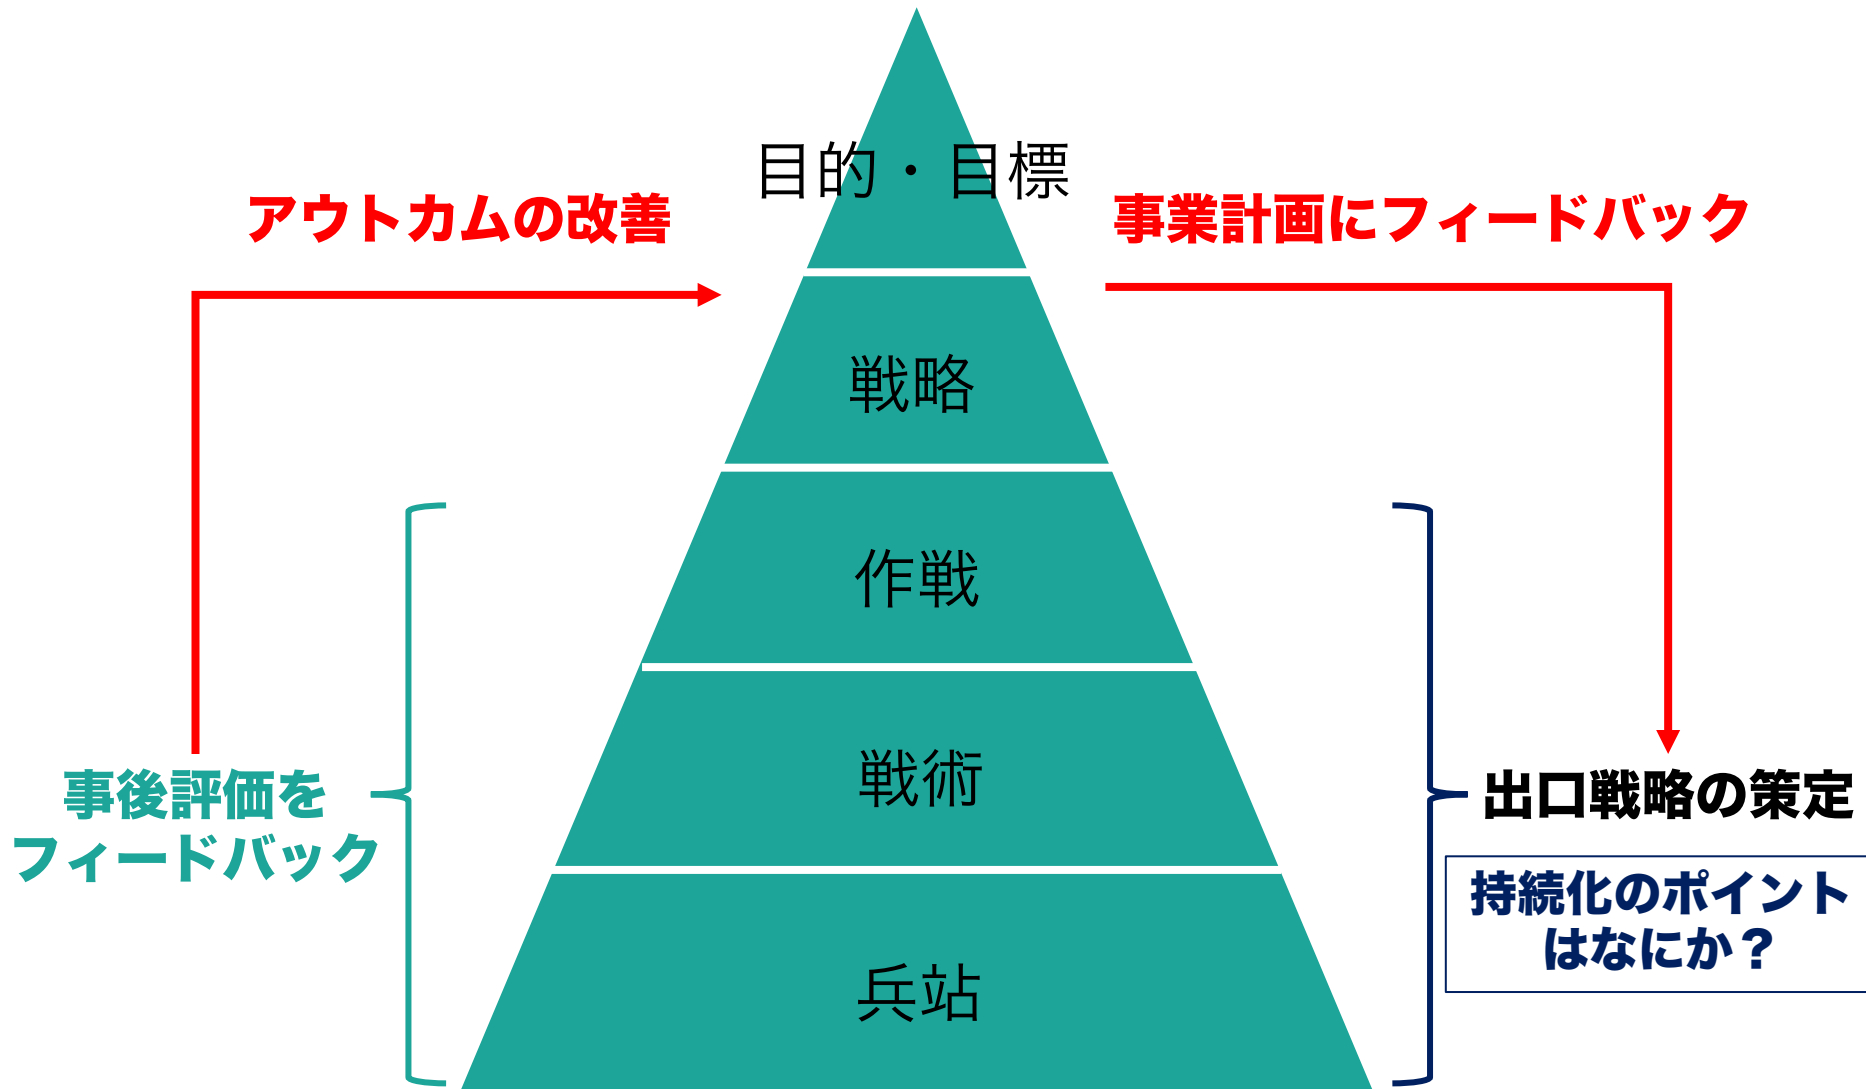 目的・目標
アウトカムの改善
事業計画にフィードバック
戦略
作戦
戦術
事後評価を
フィードバック
出口戦略の策定
持続化のポイント
はなにか？
兵站